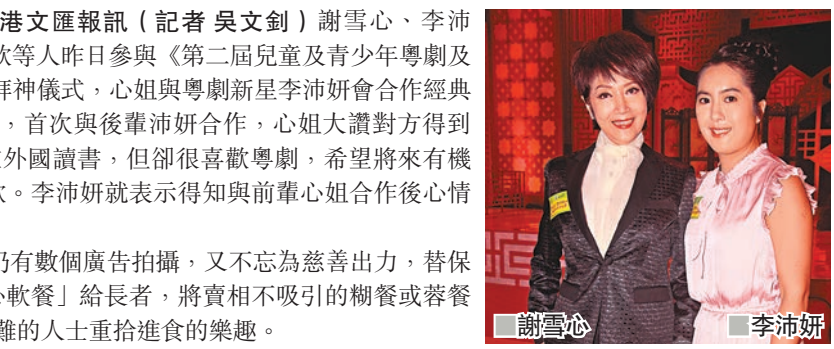 港文匯報訊（記者 吳文釗）謝雪心、李沛
等人昨日參與《第二屆兒童及青少年粵劇及
拜神儀式，心姐與粵劇新星李沛妍會合作經典
，首次與後輩沛妍合作，心姐大讚對方得到
外國讀書，但卻很喜歡粵劇，希望將來有機
。李沛妍就表示得知與前輩心姐合作後心情
仍有數個廣告拍攝，又不忘為慈善出力，替保
軟餐」給長者，將賣相不吸引的糊餐或蓉餐
難的人士重拾進食的樂趣。
謝雪心
李沛妍